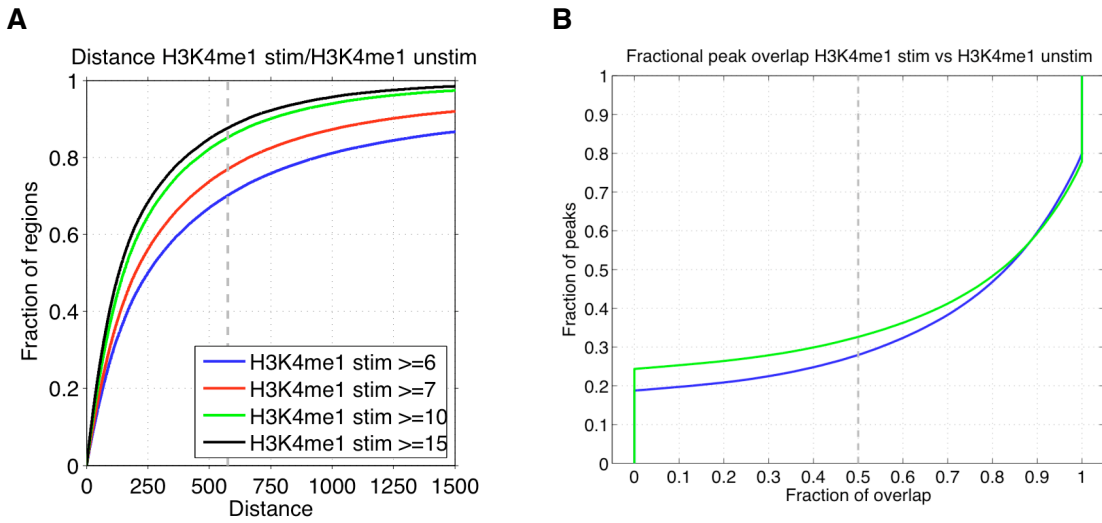 A
Distance H3K4me1 stim/H3K4me1 unstim
1
0.8
0.6
0.4
0.2
0
Fraction of regions
H3K4me1 stim >=6
H3K4me1 stim >=7
H3K4me1 stim >=10
H3K4me1 stim >=15
0 250 500 750 1000 1250 1500
Distance
B
Fractional peak overlap H3K4me1 stim vs H3K4me1 unstim
1
0.9
0.8
0.7
0.6
0.5
0.4
0.3
0.2
0.1
0
Fraction of peaks
0 0.1 0.2 0.3 0.4 0.5 0.6 0.7 0.8 0.9 1
Fraction of overlap